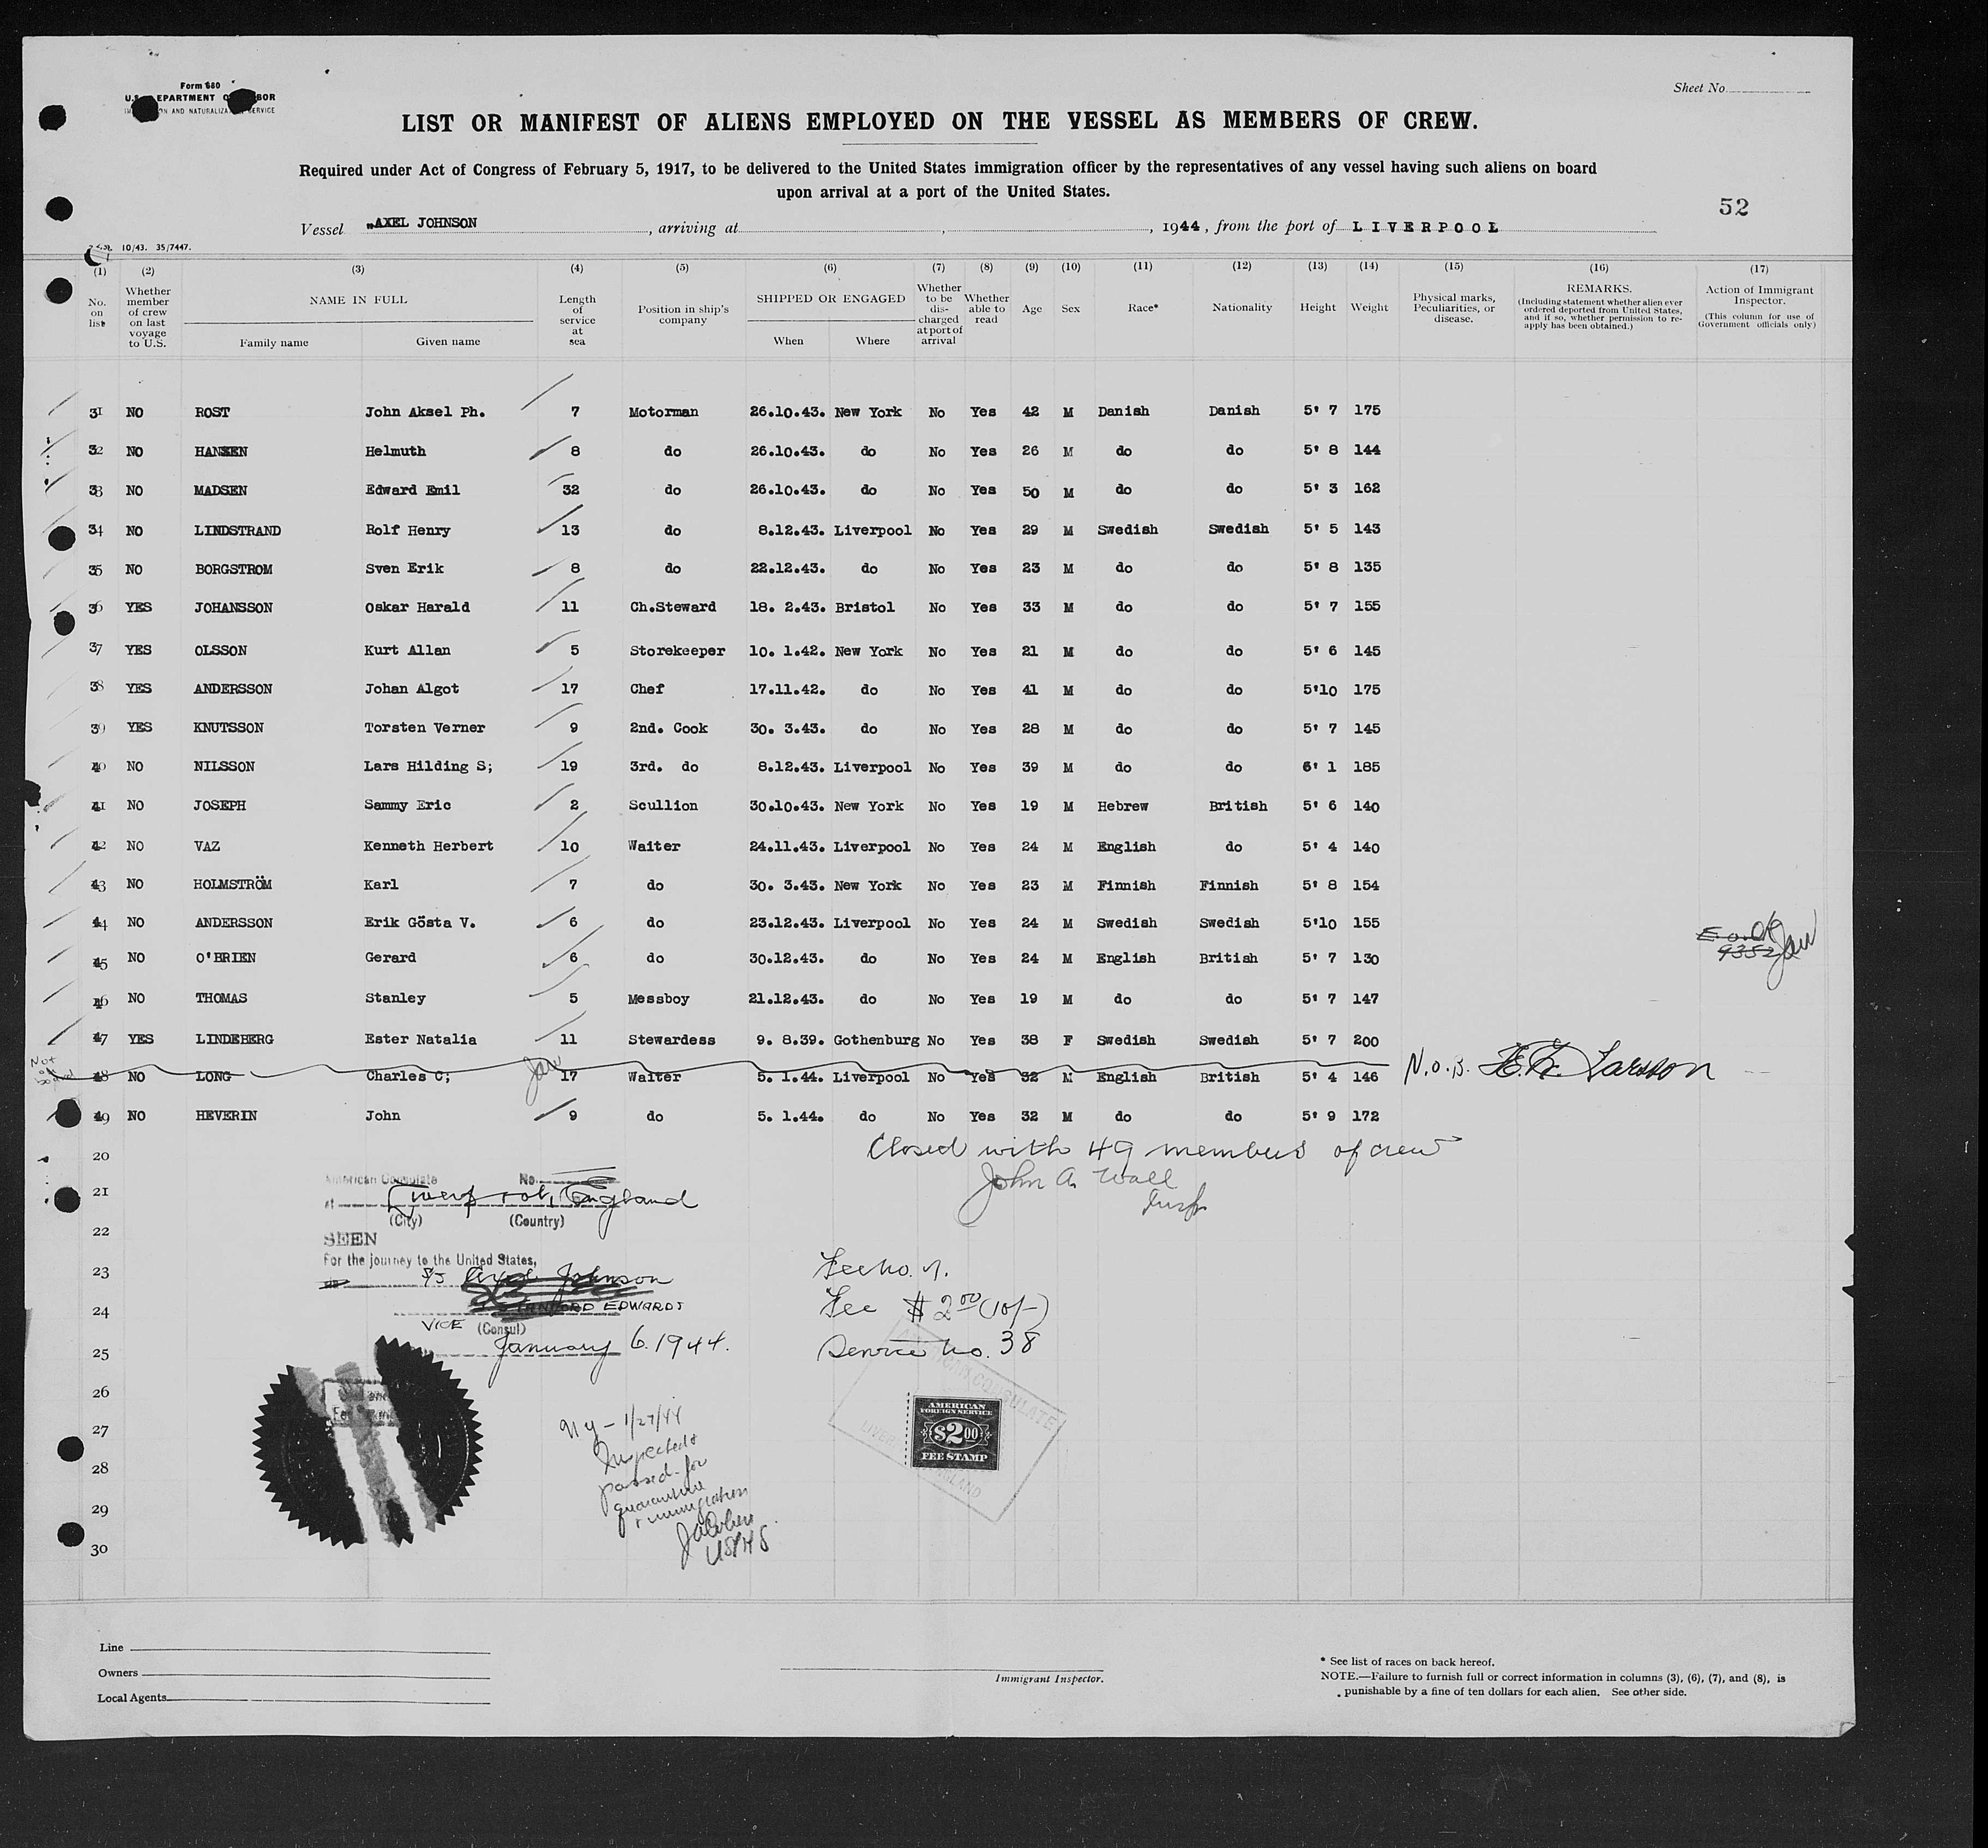 Form 680
U.S. DEPARTMENT OF LABOR
IMMIGRATION AND NATURALIZATION SERVICE
Sheet No.
LIST OR MANIFEST OF ALIENS EMPLOYED ON THE VESSEL AS MEMBERS OF CREW.
Required under Act of Congress of February 5, 1917, to be delivered to the United States immigration officer by the representatives of any vessel having such aliens on board
upon arrival at a port of the United States.
52
Vessel "AXEL JOHNSON , arriving at , , 1944, from the port of LIVERPOOL
10/43. 35/7447.
(1) (2) (3) (4) (5) (6) (7) (8) (9) (10) (11) (12) (13) (14) (15) (16) (17)
No. on list Whether member of crew on last voyage to U.S. NAME IN FULL Family name Given name Length of service at sea Position in ship's company SHIPPED OR ENGAGED When Where Whether to be discharged at port of arrival Whether able to read Age Sex Race* Nationality Height Weight Physical marks, Peculiarities, or disease. REMARKS. (Including statement whether alien ever ordered deported from United States, and if so, whether permission to reapply has been obtained.) Action of Immigrant Inspector. (This column for use of Government officials only)
31 NO ROST John Aksel Ph. 7 Motorman 26.10.43. New York No Yes 42 M Danish Danish 5' 7 175
32 NO HANSEN Helmuth 8 do 26.10.43. do No Yes 26 M do do 5' 8 144
33 NO MADSEN Edward Emil 32 do 26.10.43. do No Yes 50 M do do 5' 3 162
34 NO LINDSTRAND Rolf Henry 13 do 8.12.43. Liverpool No Yes 29 M Swedish Swedish 5' 5 143
35 NO BORGSTROM Sven Erik 8 do 22.12.43. do No Yes 23 M do do 5' 8 135
36 YES JOHANSSON Oskar Harald 11 Ch.Steward 18. 2.43. Bristol No Yes 33 M do do 5' 7 155
37 YES OLSSON Kurt Allan 5 Storekeeper 10. 1.42. New York No Yes 21 M do do 5' 6 145
38 YES ANDERSSON Johan Algot 17 Chef 17.11.42. do No Yes 41 M do do 5'10 175
39 YES KNUTSSON Torsten Verner 9 2nd. Cook 30. 3.43. do No Yes 28 M do do 5' 7 145
40 NO NILSSON Lars Hilding S; 19 3rd. do 8.12.43. Liverpool No Yes 39 M do do 6' 1 185
41 NO JOSEPH Sammy Eric 2 Scullion 30.10.43. New York No Yes 19 M Hebrew British 5' 6 140
42 NO VAZ Kenneth Herbert 10 Waiter 24.11.43. Liverpool No Yes 24 M English do 5' 4 140
43 NO HOLMSTRÖM Karl 7 do 30. 3.43. New York No Yes 23 M Finnish Finnish 5' 8 154
44 NO ANDERSSON Erik Gösta V. 6 do 23.12.43. Liverpool No Yes 24 M Swedish Swedish 5'10 155
45 NO O'BRIEN Gerard 6 do 30.12.43. do No Yes 24 M English British 5' 7 130 9352 Jaw
46 NO THOMAS Stanley 5 Messboy 21.12.43. do No Yes 19 M do do 5' 7 147
47 YES LINDEBERG Ester Natalia 11 Stewardess 9. 8.39. Gothenburg No Yes 38 F Swedish Swedish 5' 7 200
Not on board
48 NO LONG Charles C; Jaw 17 Waiter 5. 1.44. Liverpool No Yes 32 M English British 5' 4 146 N.o.B. Larsson
49 NO HEVERIN John 9 do 5. 1.44. do No Yes 32 M do do 5' 9 172
Closed with 49 members of crew
John A. Wall
Insp
20
21
22
23
24
25
26
27
28
29
30
American Consulate No.
at Liverpool, England
(City) (Country)
SEEN
For the journey to the United States,
via S/S Axel Johnson
STANFORD EDWARDS
VICE (Consul)
January 6. 1944.
Fee no. 1.
Fee $2.00 (10/-)
Service No. 38
AMERICAN CONSULATE
LIVERPOOL ENGLAND
AMERICAN
FOREIGN SERVICE
$2.00
FEE STAMP
NY - 1/27/44
Inspected &
passed for
quarantine
& immigration
USPHS
Line
Owners
Local Agents
Immigrant Inspector.
* See list of races on back hereof.
NOTE.—Failure to furnish full or correct information in columns (3), (6), (7), and (8), is
punishable by a fine of ten dollars for each alien. See other side.